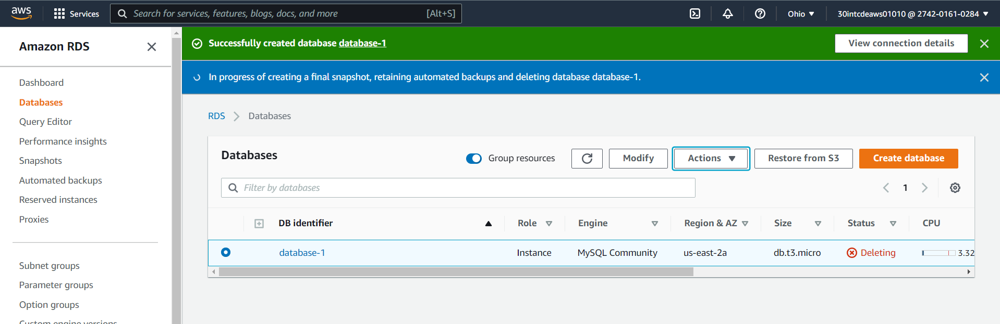 aws
Services
Search for services, features, blogs, docs, and more [Alt+S]
Ohio ▼
30intcdeaws01010 @ 2742-0161-0284 ▼
Amazon RDS
Dashboard
Databases
Query Editor
Performance insights
Snapshots
Automated backups
Reserved instances
Proxies
Subnet groups
Parameter groups
Option groups
Custom engine versions
Successfully created database database-1
View connection details
In progress of creating a final snapshot, retaining automated backups and deleting database database-1.
RDS > Databases
Databases
Group resources
Modify
Actions ▼
Restore from S3
Create database
Filter by databases
1
DB identifier Role Engine Region & AZ Size Status CPU
database-1 Instance MySQL Community us-east-2a db.t3.micro Deleting 3.32